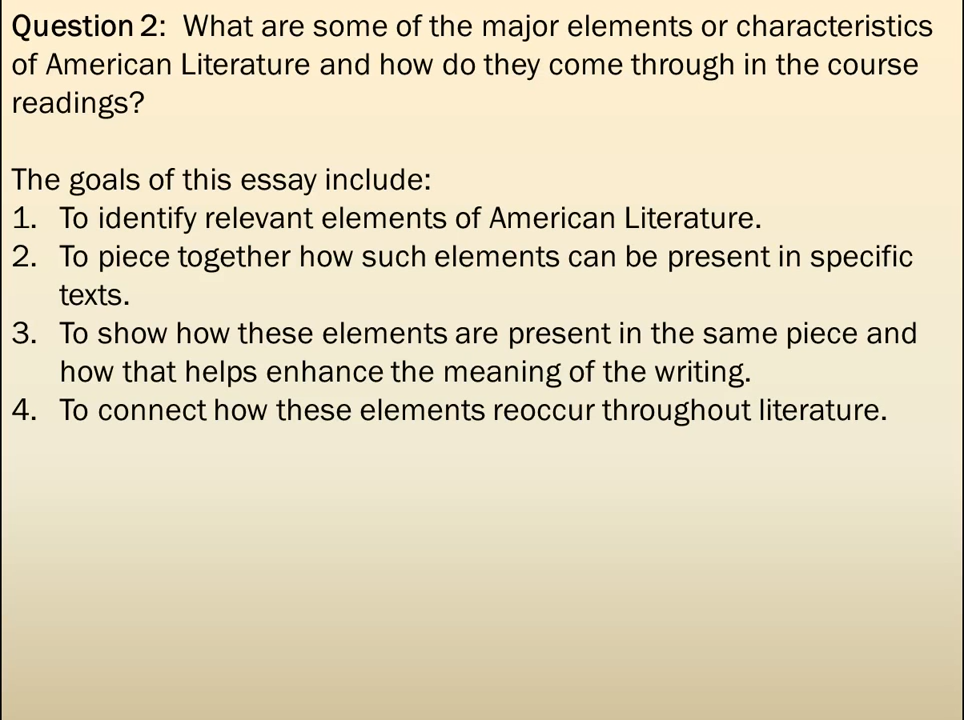 Question 2:  What are some of the major elements or characteristics
of American Literature and how do they come through in the course
readings?
The goals of this essay include:
1. To identify relevant elements of American Literature.
2. To piece together how such elements can be present in specific
texts.
3. To show how these elements are present in the same piece and
how that helps enhance the meaning of the writing.
4. To connect how these elements reoccur throughout literature.